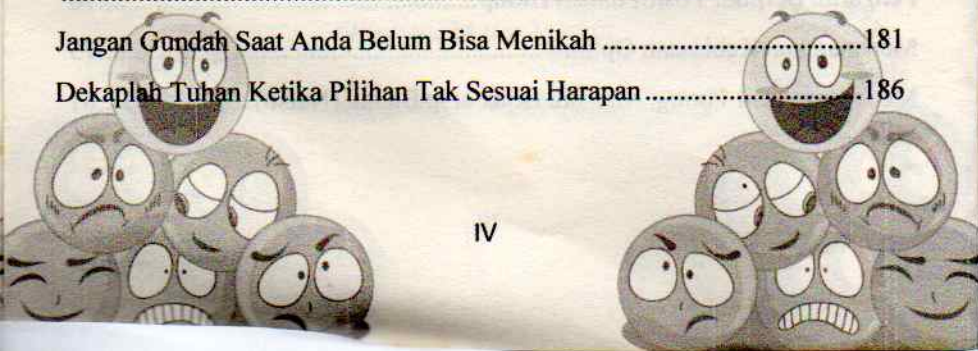 Jangan Gundah Saat Anda Belum Bisa Menikah ..................................181
Dekaplah Tuhan Ketika Pilihan Tak Sesuai Harapan ............................186
IV